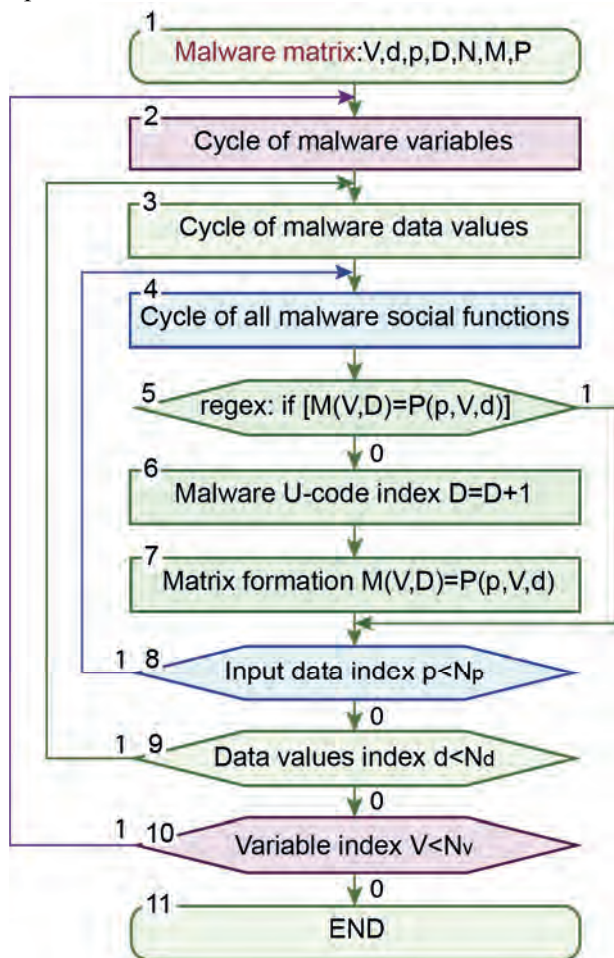 1
Malware matrix:V,d,p,D,N,M,P
2
Cycle of malware variables
3
Cycle of malware data values
4
Cycle of all malware social functions
5
regex: if [M(V,D)=P(p,V,d)]
1
0
6
Malware U-code index D=D+1
7
Matrix formation M(V,D)=P(p,V,d)
1 8
Input data index p<Np
0
1 9
Data values index d<Nd
0
1 10
Variable index V<Nv
0
11
END